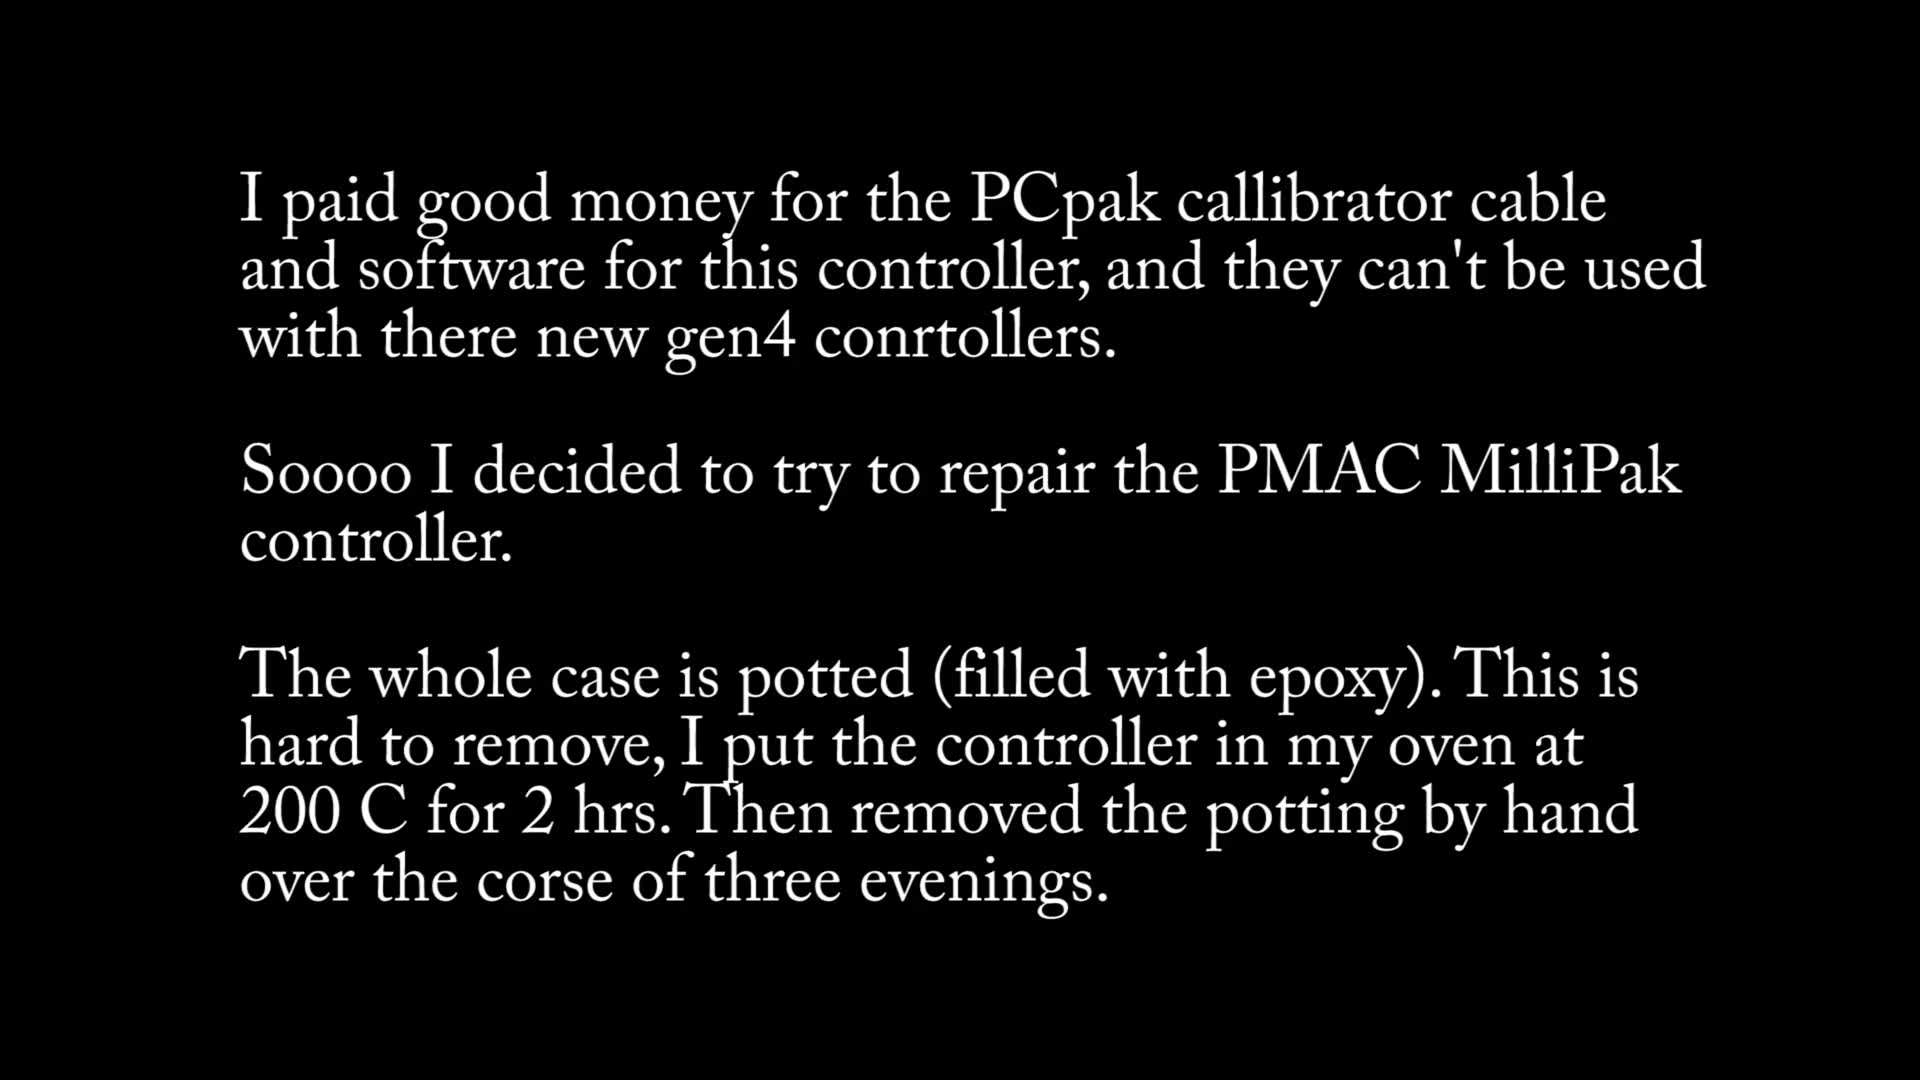 I paid good money for the PCpak callibrator cable
and software for this controller, and they can't be used
with there new gen4 conrtollers.
Soooo I decided to try to repair the PMAC MilliPak
controller.
The whole case is potted (filled with epoxy). This is
hard to remove, I put the controller in my oven at
200 C for 2 hrs. Then removed the potting by hand
over the corse of three evenings.